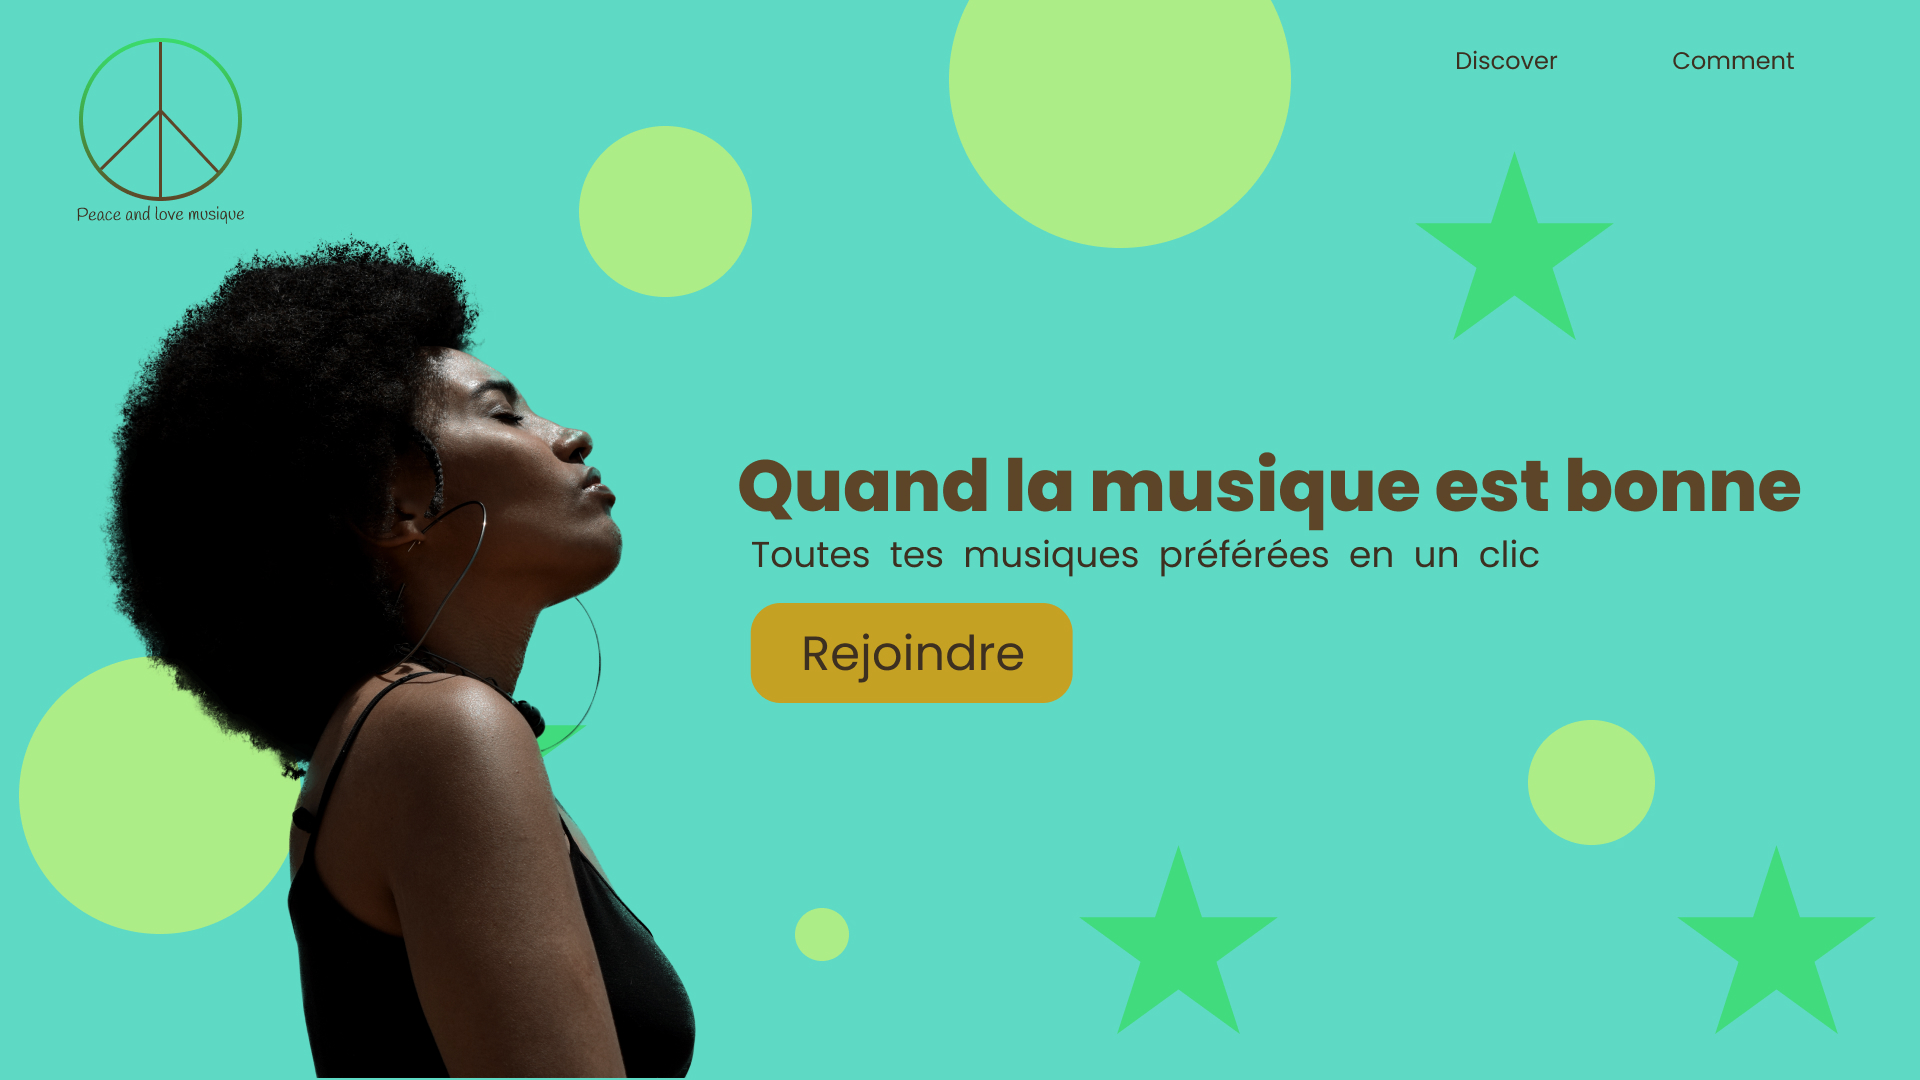 Discover
Comment
Peace and love musique
Quand la musique est bonne
Toutes tes musiques préférées en un clic
Rejoindre